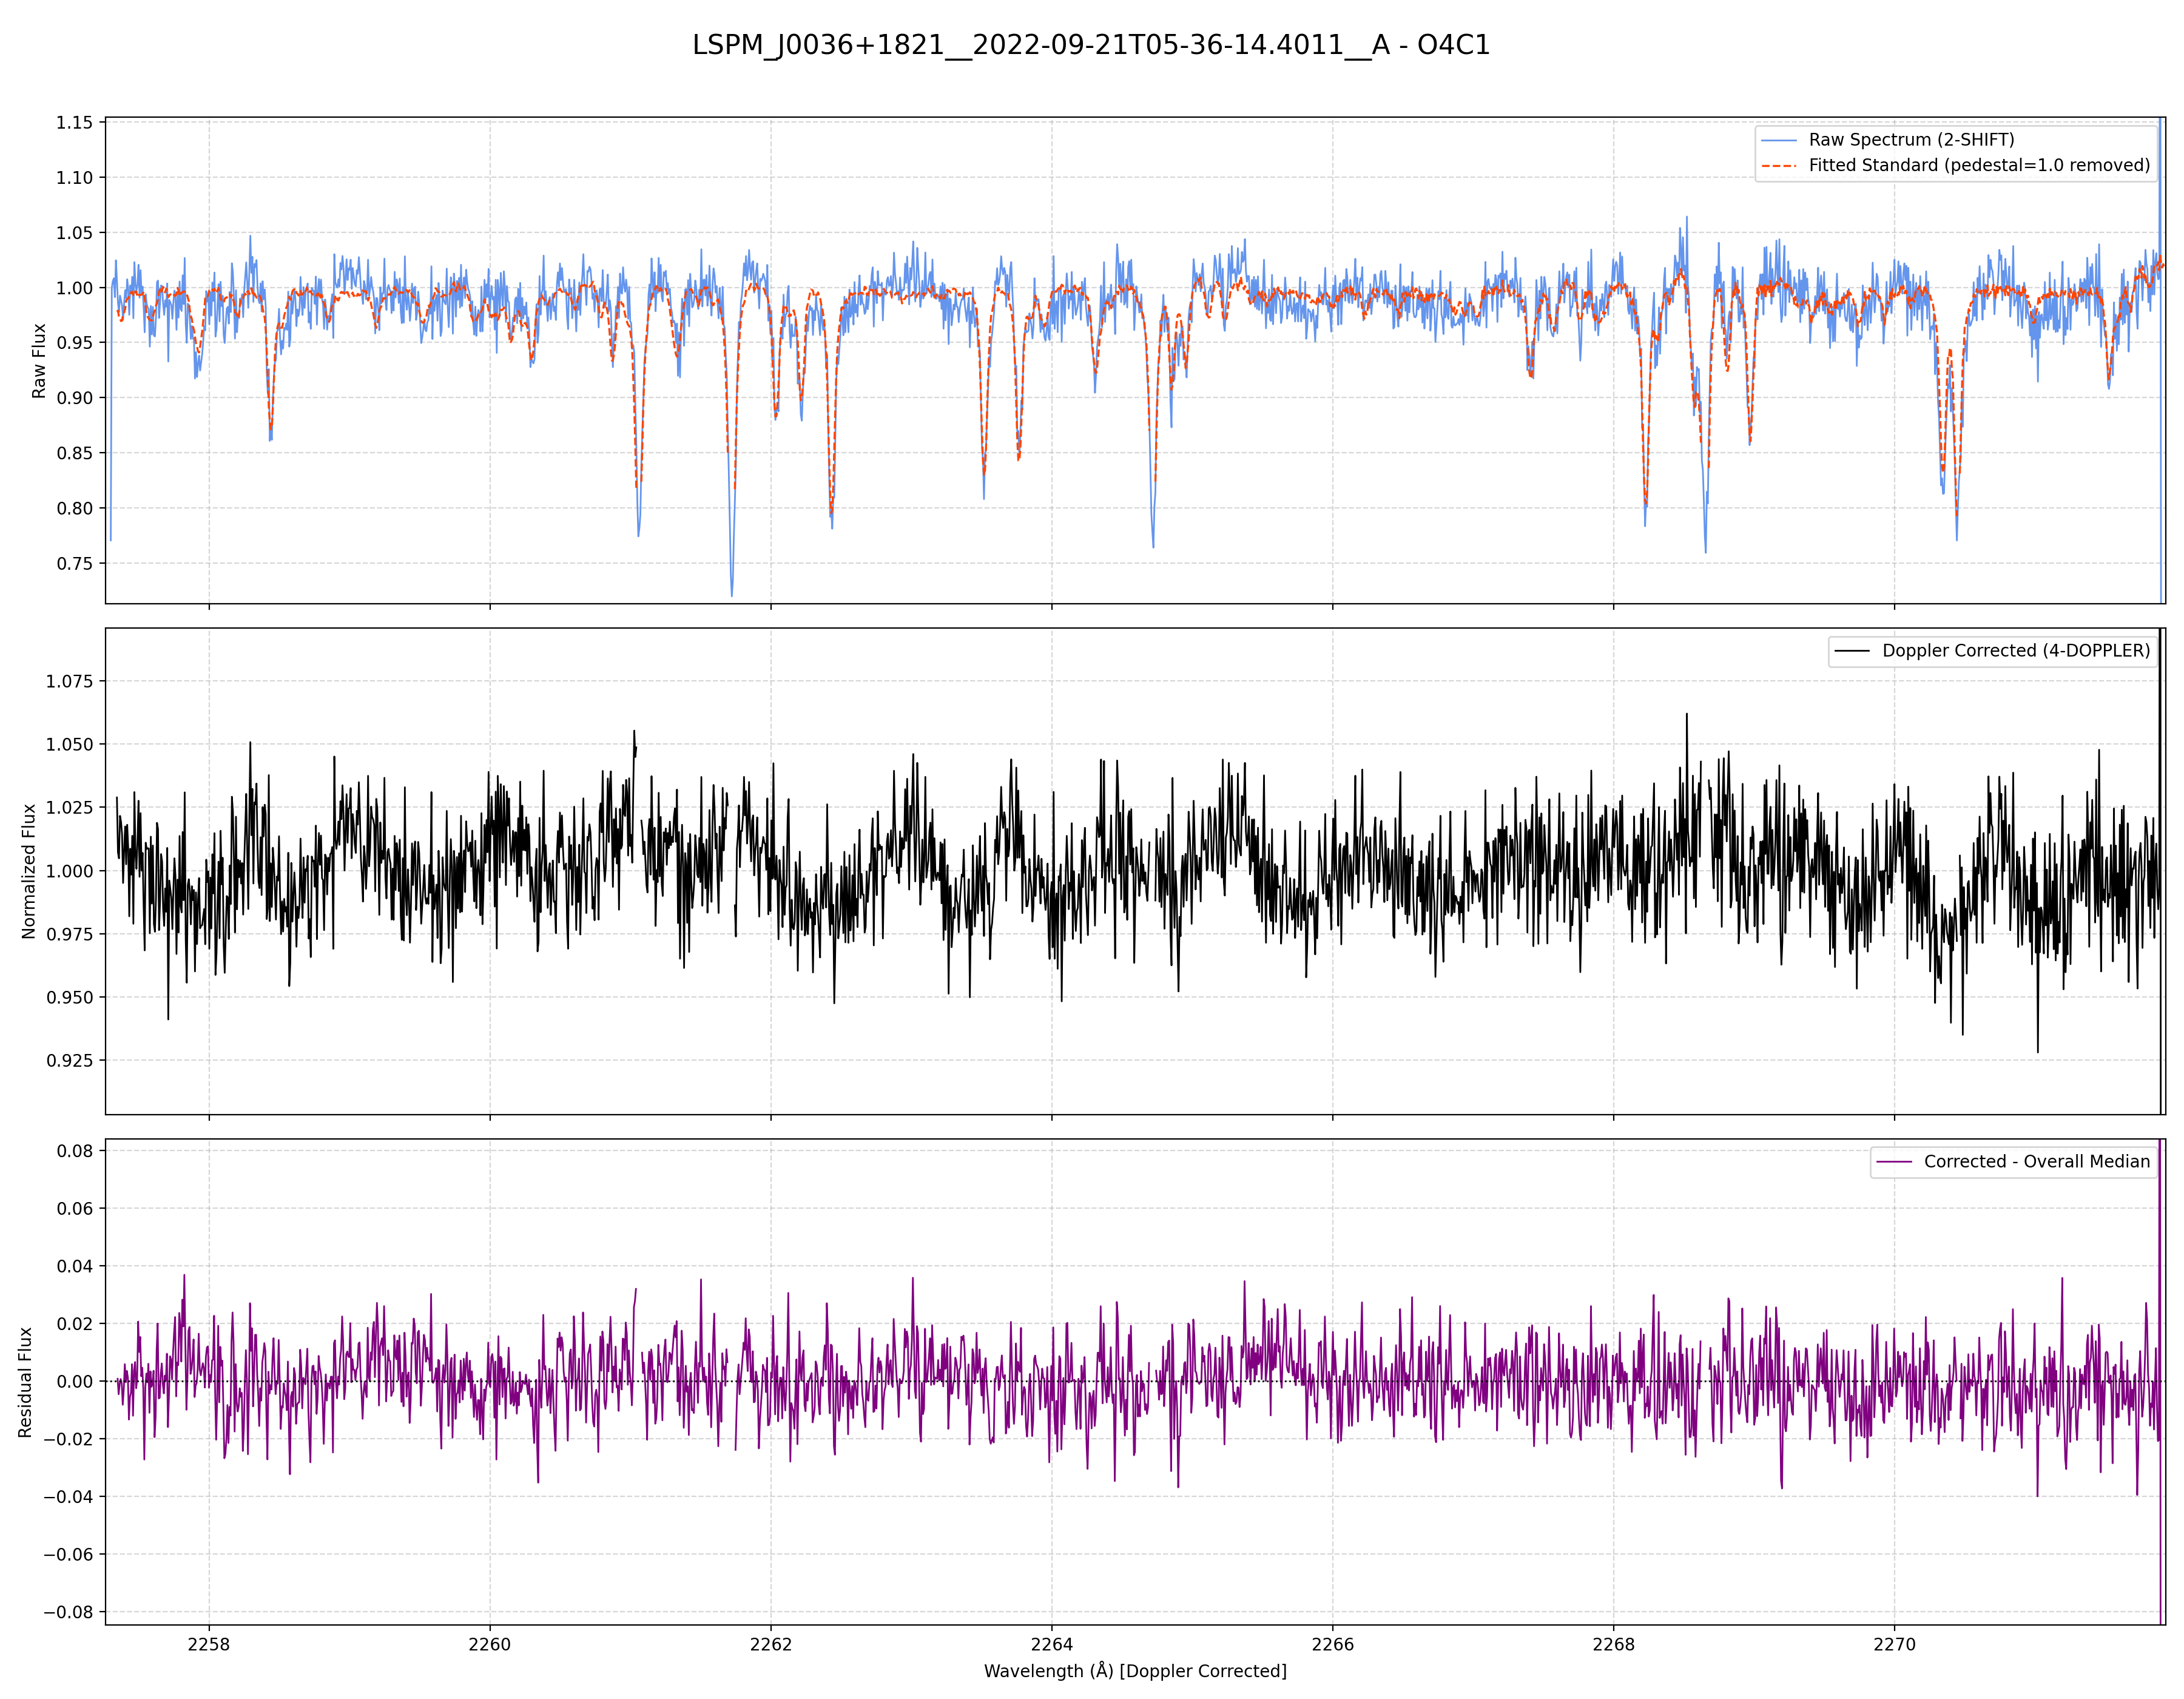 LSPM_J0036+1821__2022-09-21T05-36-14.4011__A - O4C1
1.15
1.10
1.05
1.00
0.95
0.90
0.85
0.80
0.75
Raw Flux
Raw Spectrum (2-SHIFT)
Fitted Standard (pedestal=1.0 removed)
1.075
1.050
1.025
1.000
0.975
0.950
0.925
Normalized Flux
Doppler Corrected (4-DOPPLER)
0.08
0.06
0.04
0.02
0.00
−0.02
−0.04
−0.06
−0.08
Residual Flux
Corrected - Overall Median
2258 2260 2262 2264 2266 2268 2270
Wavelength (Å) [Doppler Corrected]